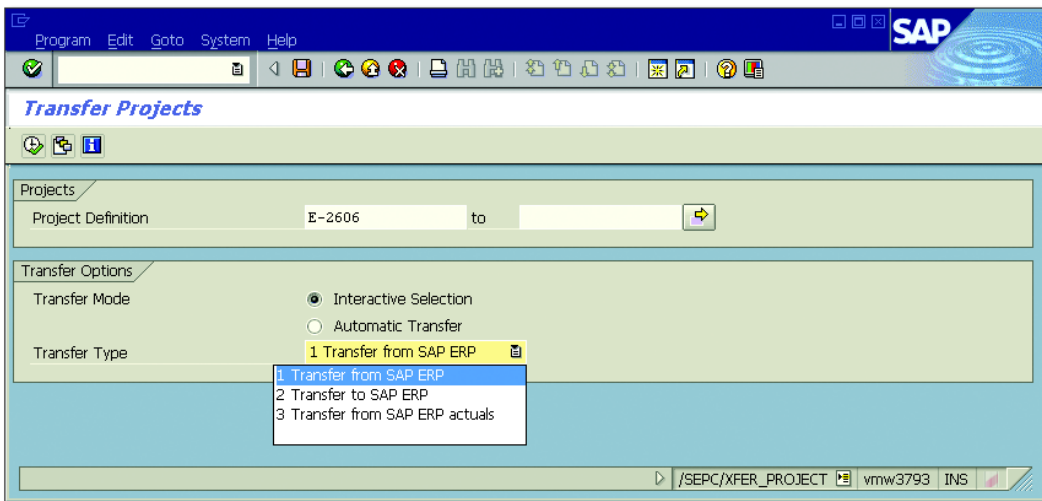 SAP
Program Edit Goto System Help
Transfer Projects
Projects
Project Definition E-2606 to
Transfer Options
Transfer Mode Interactive Selection
Automatic Transfer
Transfer Type 1 Transfer from SAP ERP
1 Transfer from SAP ERP
2 Transfer to SAP ERP
3 Transfer from SAP ERP actuals
/SEPC/XFER_PROJECT vmw3793 INS